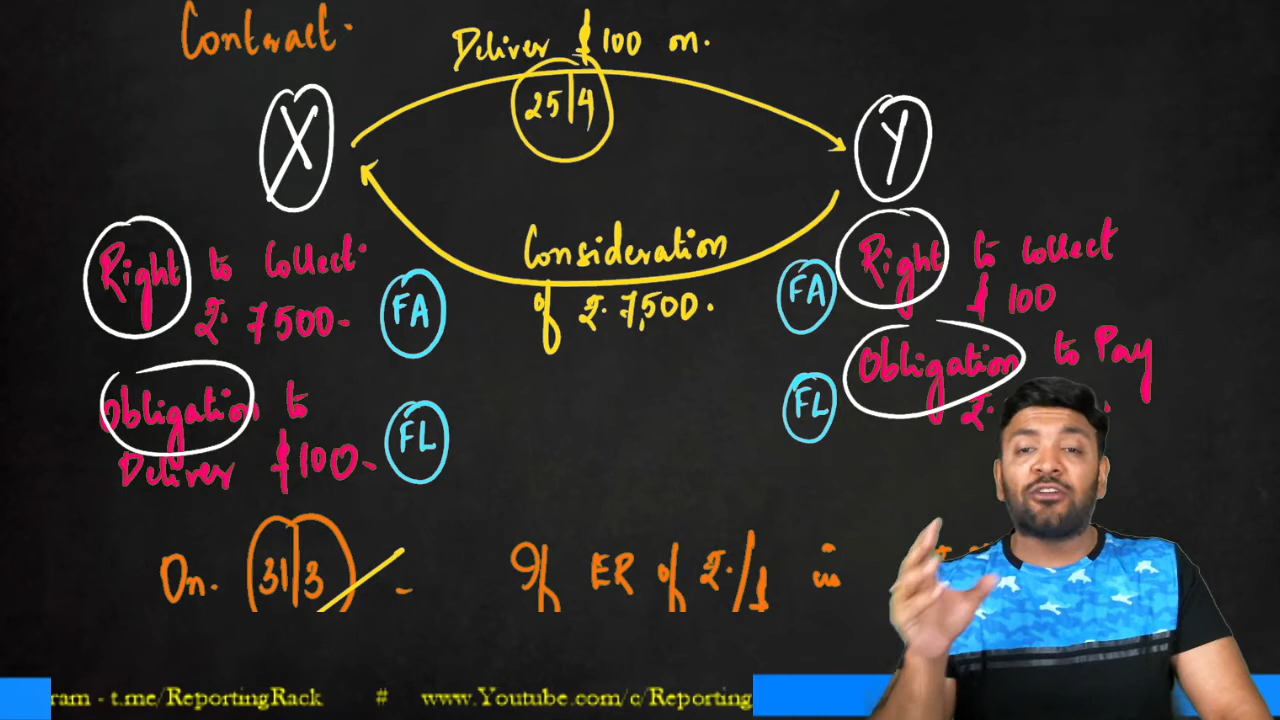 Contract.
Deliver $ 100 on.
25|4
X
Y
Consideration
of ₹. 7,500.
Right to Collect.
₹. 7500.
FA
Obligation to
Deliver $100.
FL
Right to Collect
$ 100
FA
Obligation to Pay
₹.
FL
On. 31|3 - If ER of ₹./$ is
ram - t.me/ReportingRack # www.Youtube.com/c/Reporting